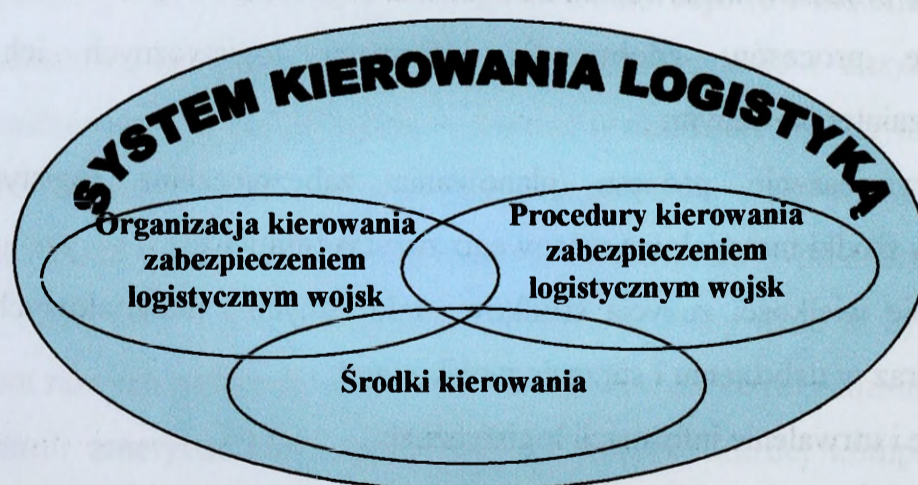 SYSTEM KIEROWANIA LOGISTYKĄ
Organizacja kierowania
zabezpieczeniem
logistycznym wojsk
Procedury kierowania
zabezpieczeniem
logistycznym wojsk
Środki kierowania